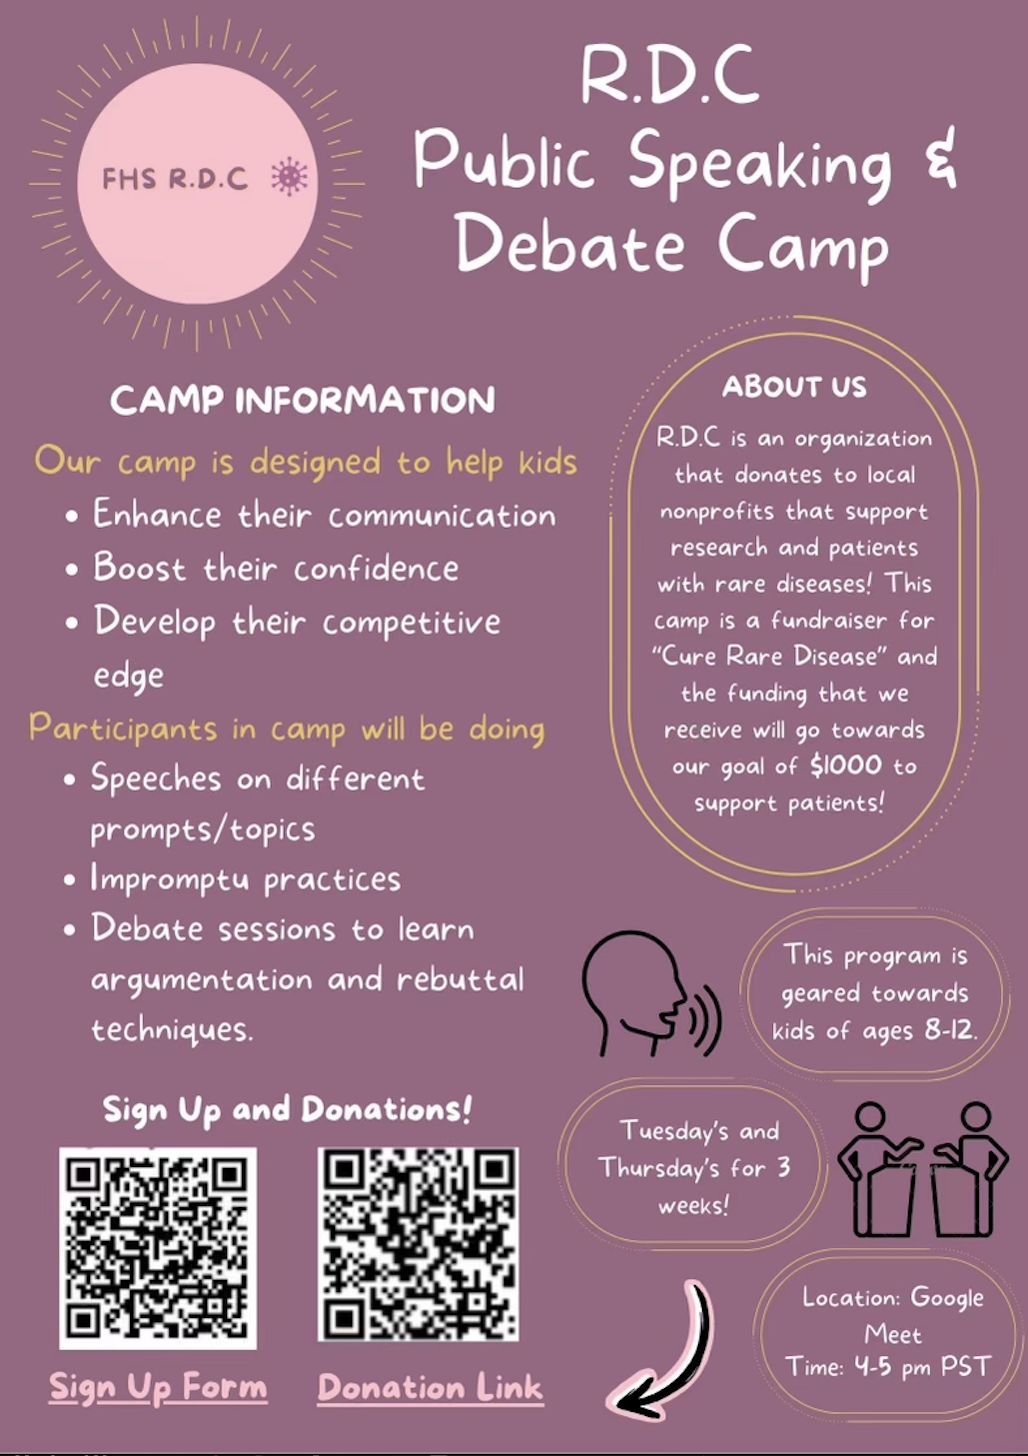 FHS R.D.C
R.D.C
Public Speaking &
Debate Camp
CAMP INFORMATION
Our camp is designed to help kids
• Enhance their communication
• Boost their confidence
• Develop their competitive
edge
Participants in camp will be doing
• Speeches on different
prompts/topics
• Impromptu practices
• Debate sessions to learn
argumentation and rebuttal
techniques.
Sign Up and Donations!
Sign Up Form
Donation Link
ABOUT US
R.D.C is an organization
that donates to local
nonprofits that support
research and patients
with rare diseases! This
camp is a fundraiser for
“Cure Rare Disease” and
the funding that we
receive will go towards
our goal of $1000 to
support patients!
This program is
geared towards
kids of ages 8-12.
Tuesday's and
Thursday's for 3
weeks!
Location: Google
Meet
Time: 4-5 pm PST